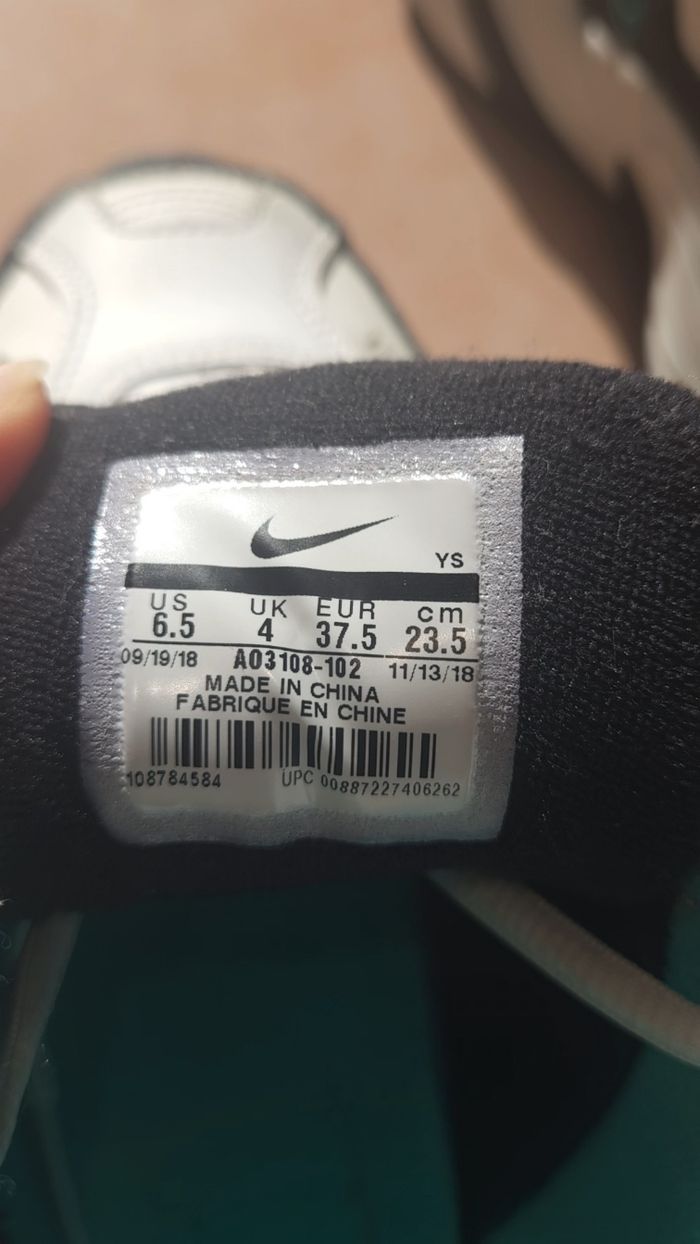 YS
US UK EUR cm
6.5 4 37.5 23.5
09/19/18 AO3108-102 11/13/18
MADE IN CHINA
FABRIQUE EN CHINE
108784584 UPC 00887227406262